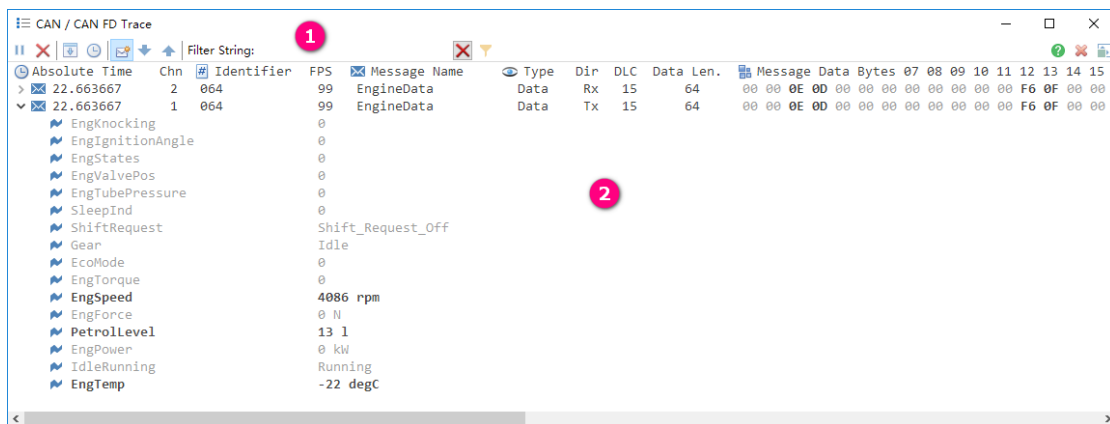 CAN / CAN FD Trace
1
Filter String:
Absolute Time Chn # Identifier FPS Message Name Type Dir DLC Data Len. Message Data Bytes 07 08 09 10 11 12 13 14 15
22.663667 2 064 99 EngineData Data Rx 15 64 00 00 0E 0D 00 00 00 00 00 00 00 F6 0F 00 00
22.663667 1 064 99 EngineData Data Tx 15 64 00 00 0E 0D 00 00 00 00 00 00 00 F6 0F 00 00
EngKnocking 0
EngIgnitionAngle 0
EngStates 0
EngValvePos 0
2
EngTubePressure 0
SleepInd 0
ShiftRequest Shift_Request_Off
Gear Idle
EcoMode 0
EngTorque 0
EngSpeed 4086 rpm
EngForce 0 N
PetrolLevel 13 l
EngPower 0 kW
IdleRunning Running
EngTemp -22 degC